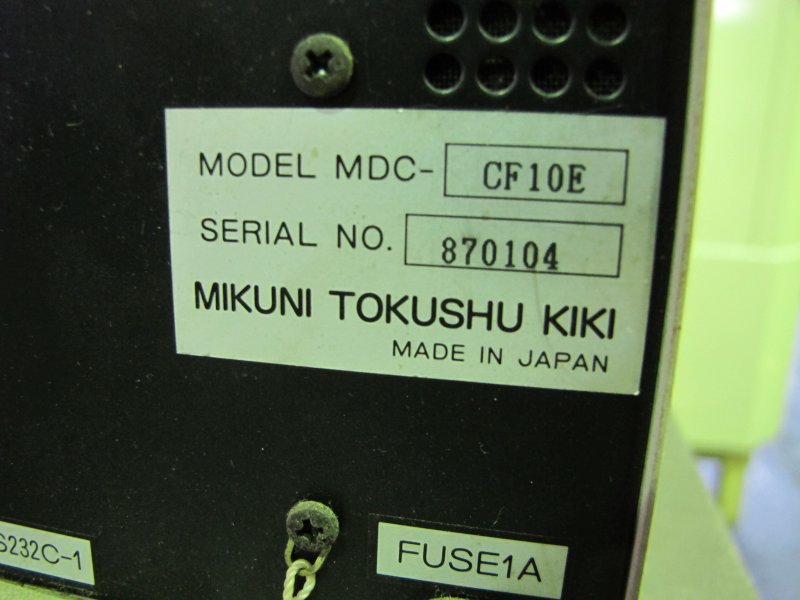 MODEL MDC- CF10E
SERIAL NO. 870104
MIKUNI TOKUSHU KIKI
MADE IN JAPAN
S232C-1
FUSE1A